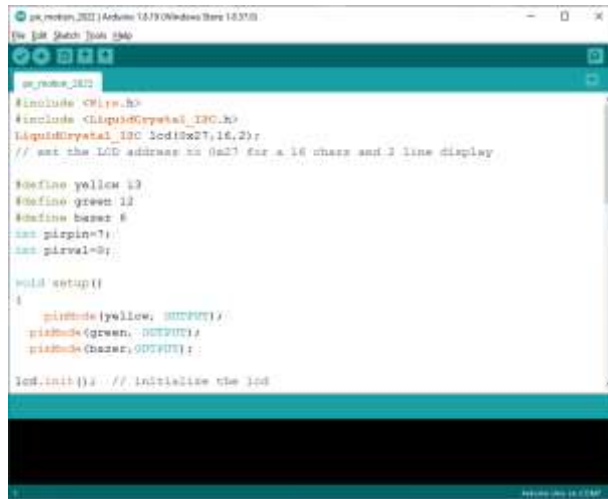 pir_motion_2022 | Arduino 1.8.19 (Windows Store 1.8.57.0)
File Edit Sketch Tools Help
pir_motion_2022
#include <Wire.h>
#include <LiquidCrystal_I2C.h>
LiquidCrystal_I2C lcd(0x27,16,2);
// set the LCD address to 0x27 for a 16 chars and 2 line display
#define yellow 13
#define green 12
#define bazer 6
int pirpin=7;
int pirval=0;
void setup()
{
pinMode(yellow, OUTPUT);
pinMode(green, OUTPUT);
pinMode(bazer,OUTPUT);
lcd.init(); // initialize the lcd